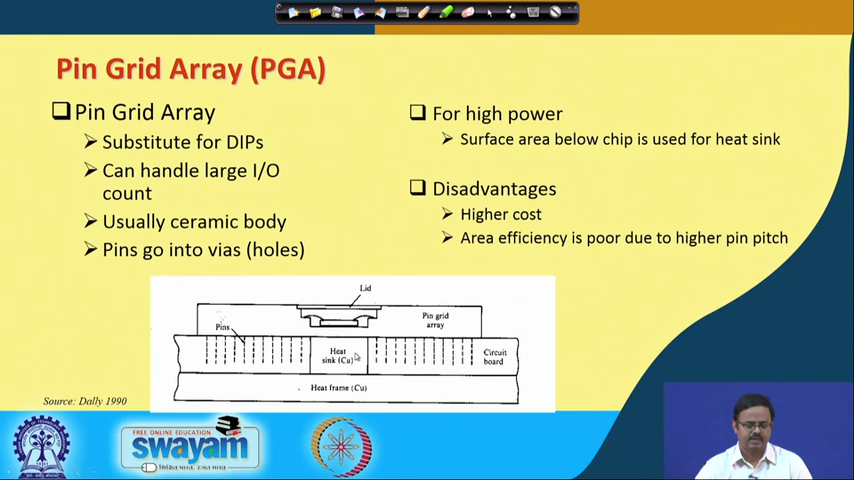 Pin Grid Array (PGA)
Pin Grid Array
Substitute for DIPs
Can handle large I/O
count
Usually ceramic body
Pins go into vias (holes)
For high power
Surface area below chip is used for heat sink
Disadvantages
Higher cost
Area efficiency is poor due to higher pin pitch
Lid
Pins
Pin grid
array
Heat
sink (Cu)
Circuit
board
Heat frame (Cu)
Source: Dally 1990
FREE ONLINE EDUCATION
swayam